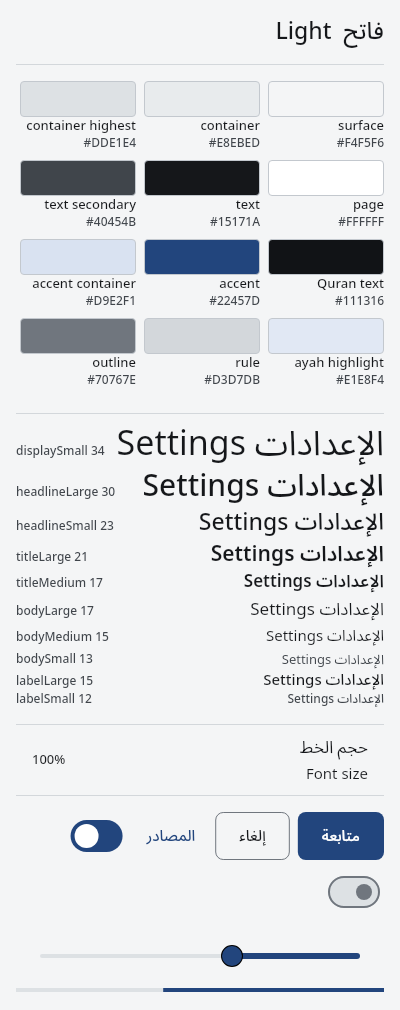 فاتح Light
surface
#F4F5F6
container
#E8EBED
container highest
#DDE1E4
page
#FFFFFF
text
#15171A
text secondary
#40454B
Quran text
#111316
accent
#22457D
accent container
#D9E2F1
ayah highlight
#E1E8F4
rule
#D3D7DB
outline
#70767E
الإعدادات Settings displaySmall 34
الإعدادات Settings headlineLarge 30
الإعدادات Settings headlineSmall 23
الإعدادات Settings titleLarge 21
الإعدادات Settings titleMedium 17
الإعدادات Settings bodyLarge 17
الإعدادات Settings bodyMedium 15
الإعدادات Settings bodySmall 13
الإعدادات Settings labelLarge 15
الإعدادات Settings labelSmall 12
حجم الخط
Font size
100%
متابعة إلغاء المصادر